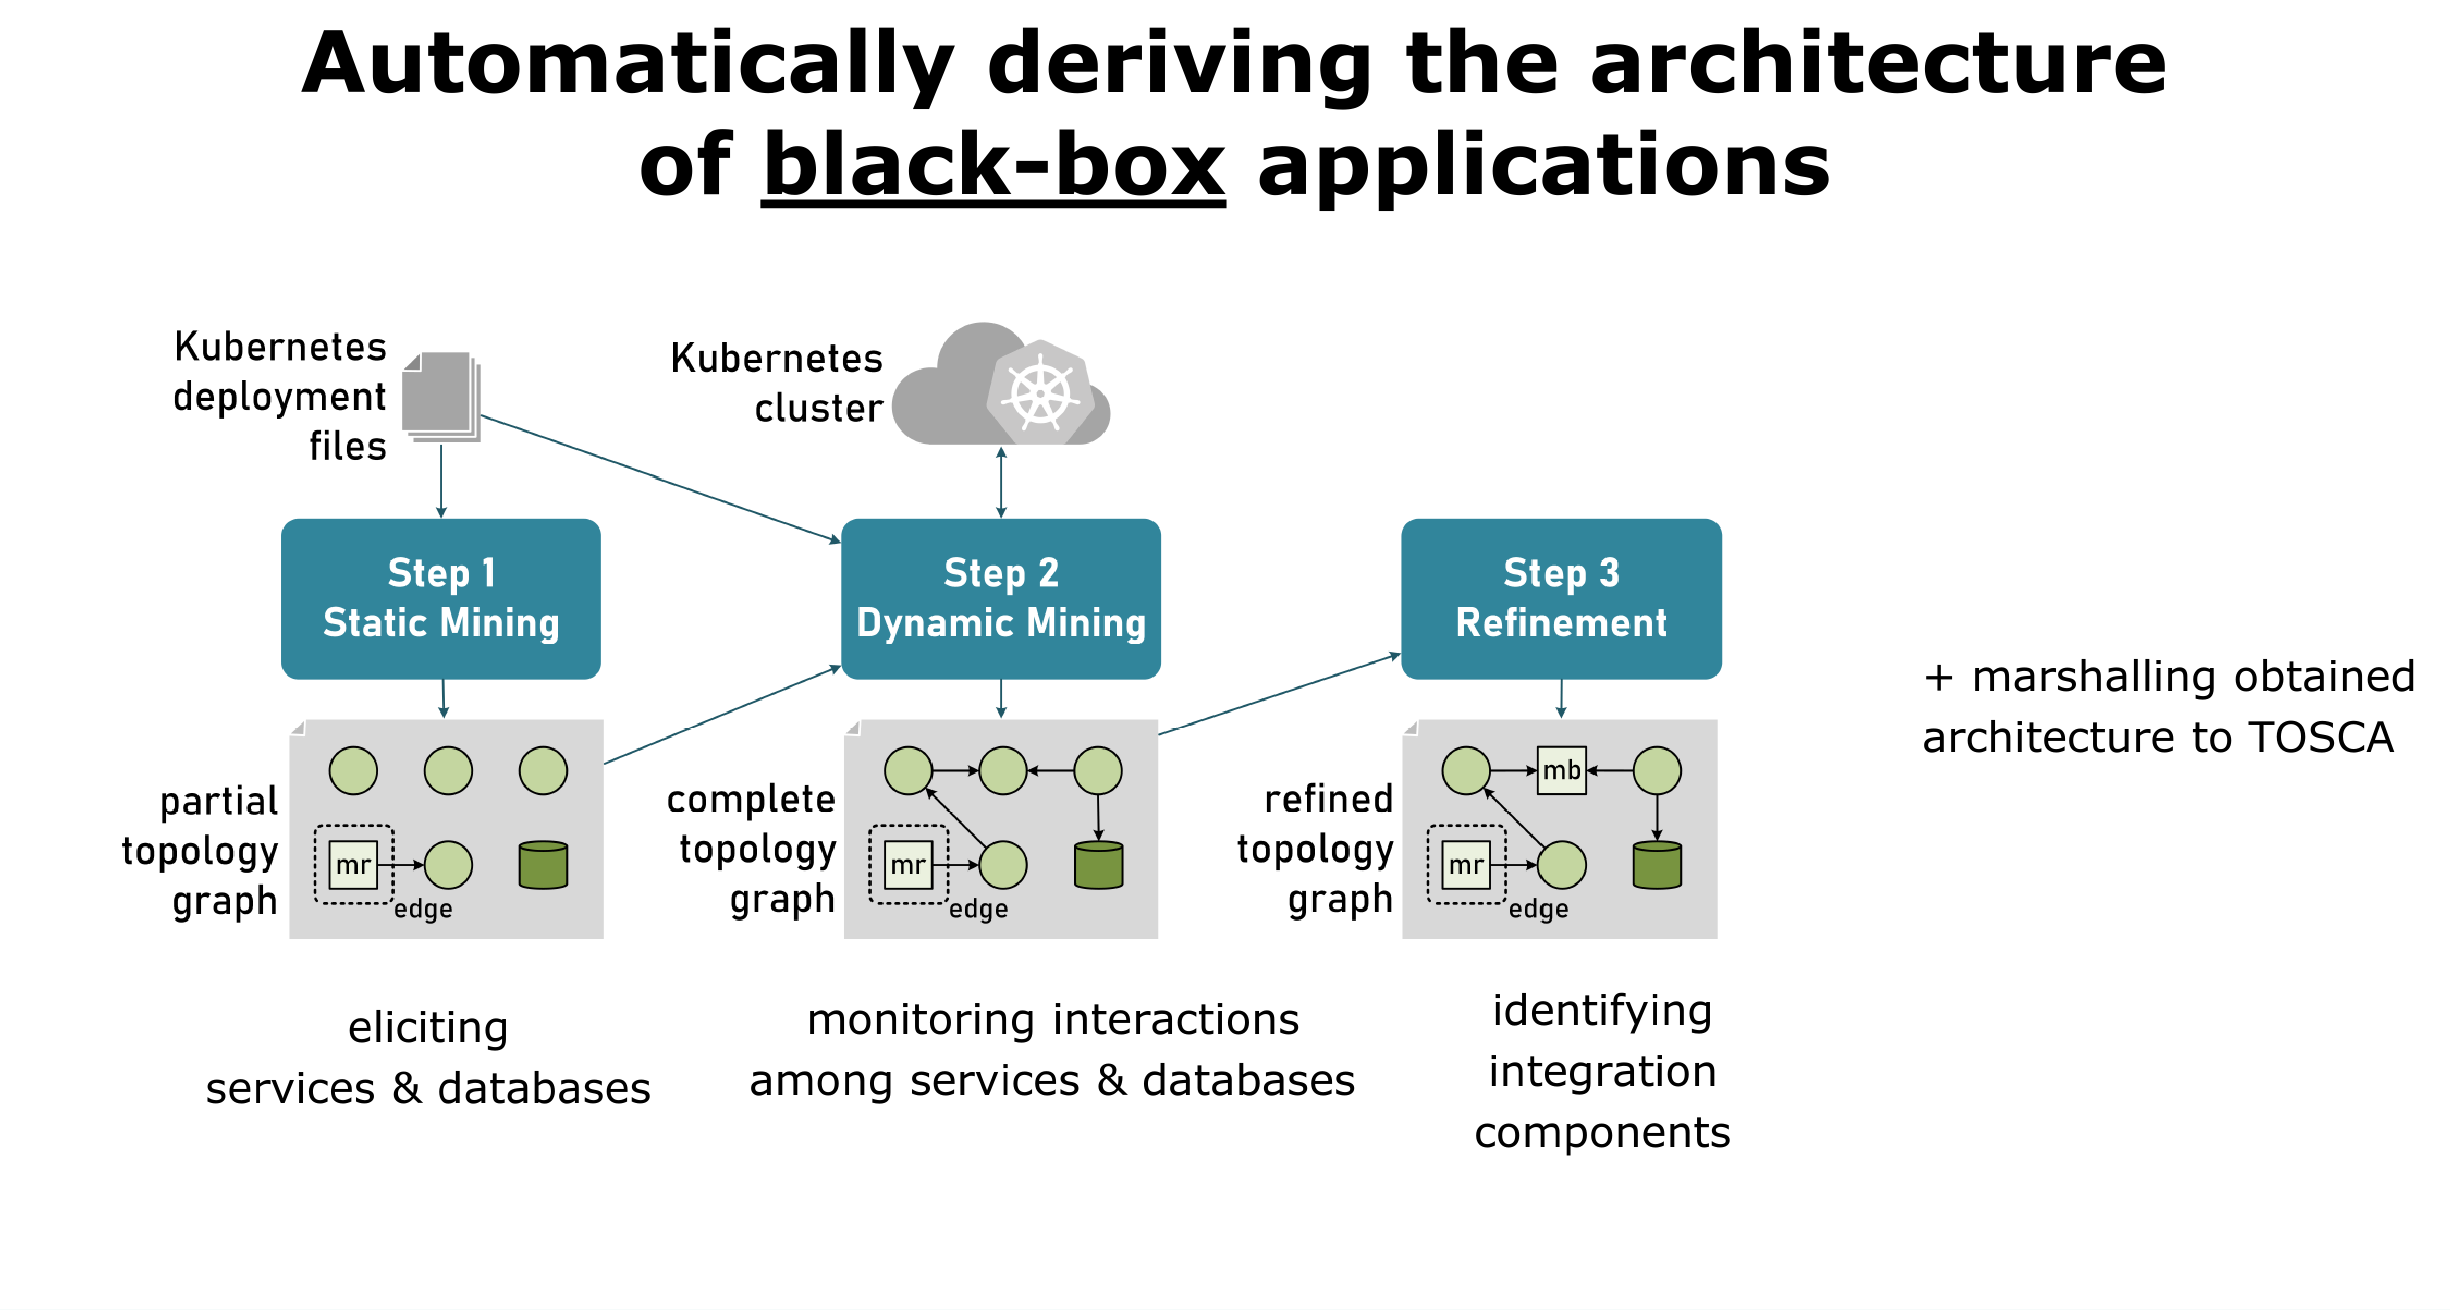 Automatically deriving the architecture
of black-box applications
Kubernetes
deployment
files
Kubernetes
cluster
Step 1
Static Mining
Step 2
Dynamic Mining
Step 3
Refinement
+ marshalling obtained
architecture to TOSCA
partial
topology
graph
mr
edge
complete
topology
graph
mr
edge
refined
topology
graph
mb
mr
edge
eliciting
services & databases
monitoring interactions
among services & databases
identifying
integration
components